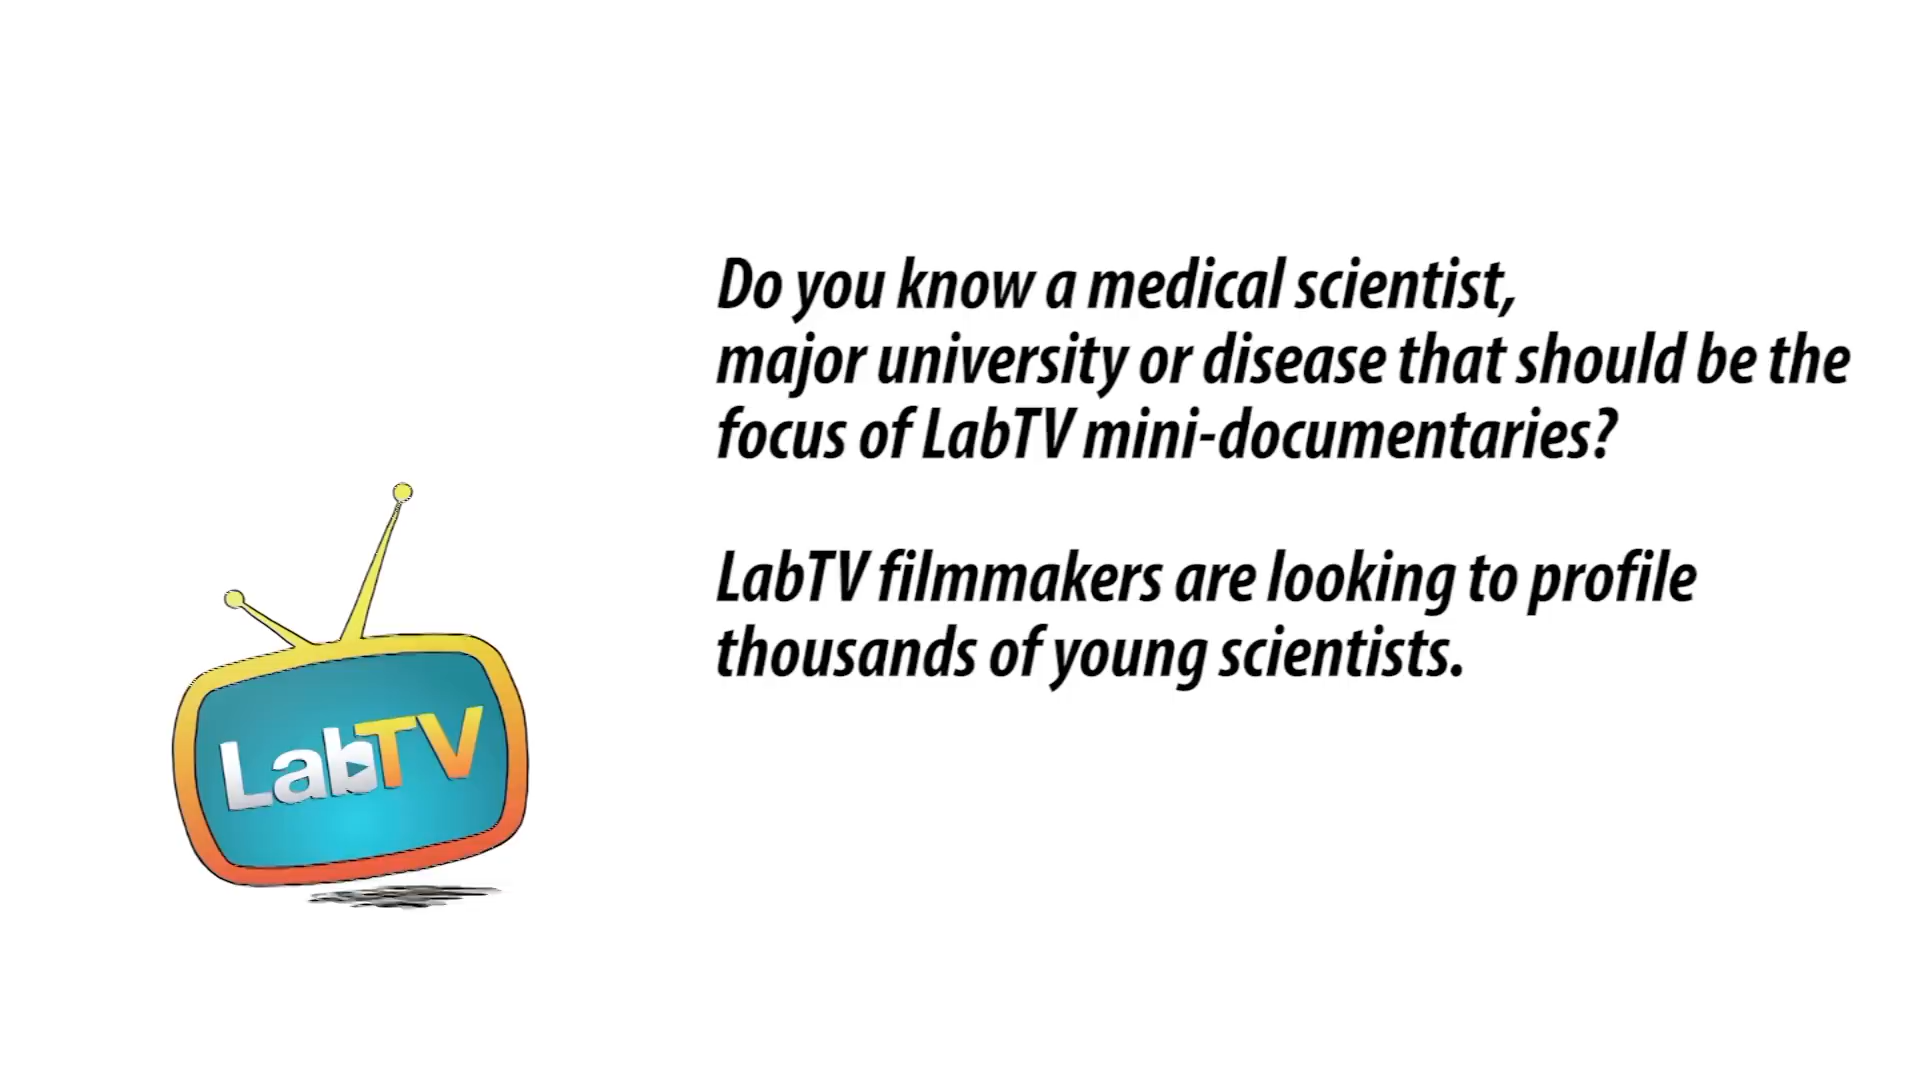 Do you know a medical scientist,
major university or disease that should be the
focus of LabTV mini-documentaries?
LabTV filmmakers are looking to profile
thousands of young scientists.
LabTV